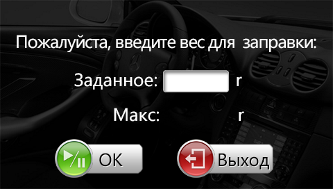 Пожалуйста, введите вес для заправки:
Заданное: г
Макс: г
OK Выход